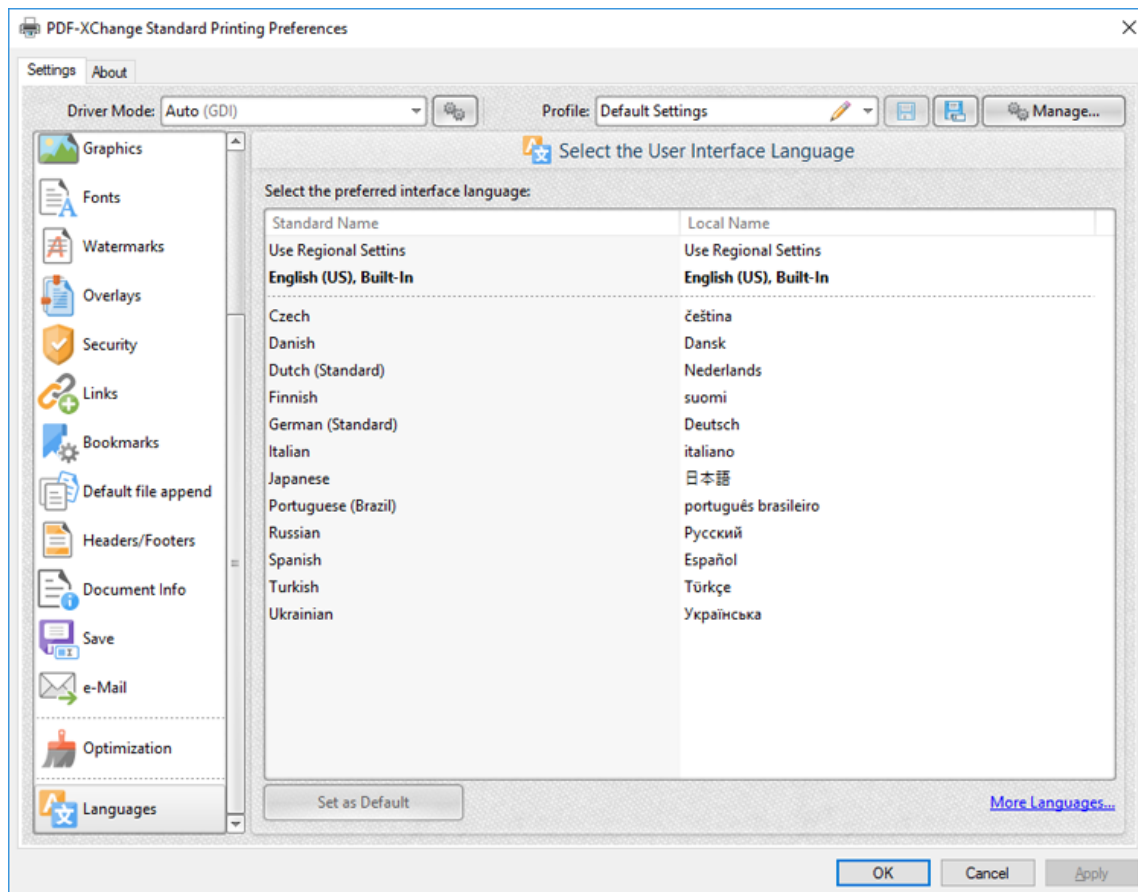 PDF-XChange Standard Printing Preferences
Settings About
Driver Mode: Auto (GDI) Profile: Default Settings Manage...
Graphics
Fonts
Watermarks
Overlays
Security
Links
Bookmarks
Default file append
Headers/Footers
Document Info
Save
e-Mail
Optimization
Languages
Select the User Interface Language
Select the preferred interface language:
Standard Name Local Name
Use Regional Settins Use Regional Settins
English (US), Built-In English (US), Built-In
Czech čeština
Danish Dansk
Dutch (Standard) Nederlands
Finnish suomi
German (Standard) Deutsch
Italian italiano
Japanese 日本語
Portuguese (Brazil) português brasileiro
Russian Русский
Spanish Español
Turkish Türkçe
Ukrainian Українська
Set as Default More Languages...
OK Cancel Apply